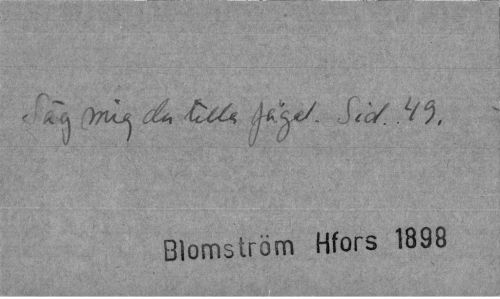 Säg mig du lilla fågel. Sid. 49.
Blomström Hfors 1898